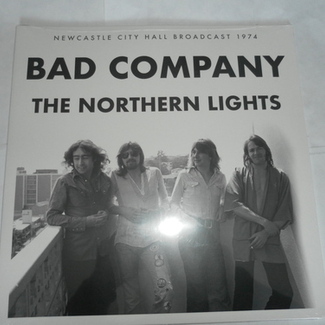 NEWCASTLE CITY HALL BROADCAST 1974
BAD COMPANY
THE NORTHERN LIGHTS